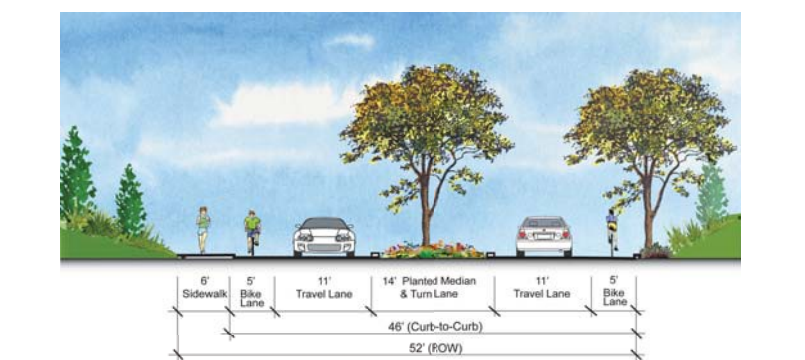 6'
Sidewalk
5'
Bike
Lane
11'
Travel Lane
14' Planted Median
& Turn Lane
11'
Travel Lane
5'
Bike
Lane
46' (Curb-to-Curb)
52' (ROW)